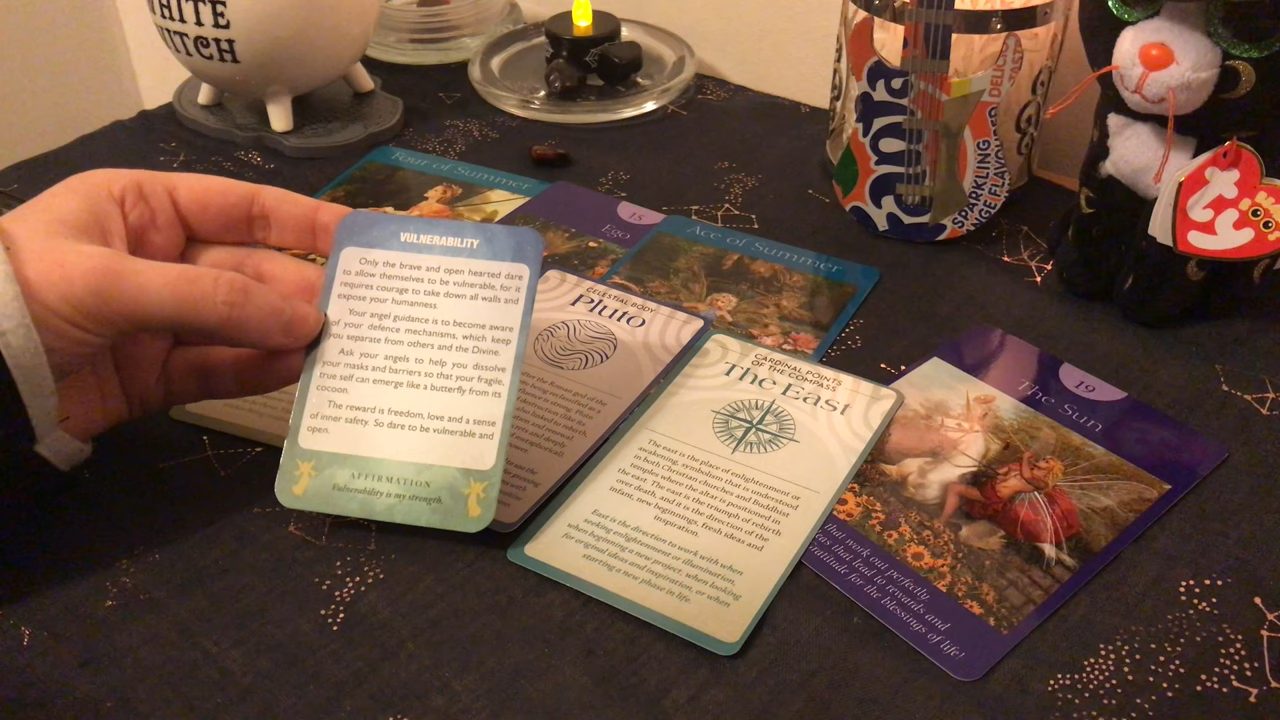 WHITE
WITCH
Four of Summer
15
Ego
Ace of Summer
Fanta
SPARKLING
DELICIOUS
TASTE
ty
VULNERABILITY
Only the brave and open hearted dare
to allow themselves to be vulnerable, for it
requires courage to take down all walls and
expose your humanness.
Your angel guidance is to become aware
of your defence mechanisms, which keep
you separate from others and the Divine.
Ask your angels to help you dissolve
your masks and barriers so that your fragile,
true self can emerge like a butterfly from its
cocoon.
The reward is freedom, love and a sense
of inner safety. So dare to be vulnerable and
open.
AFFIRMATION
Vulnerability is my strength.
CELESTIAL BODY
Pluto
CARDINAL POINTS
OF THE COMPASS
The East
The east is the place of enlightenment or
awakening, symbolism that is understood
in both Christian churches and Buddhist
temples where the altar is positioned in
the east. The east is the triumph of rebirth
over death, and it is the direction of the
infant, new beginnings, fresh ideas and
inspiration.
East is the direction to work with when
seeking enlightenment or illumination,
when beginning a new project, when looking
for original ideas and inspiration, or when
starting a new phase in life.
19
The Sun
that work out perfectly
that lead to rewards and
gratitude for the blessings of life!